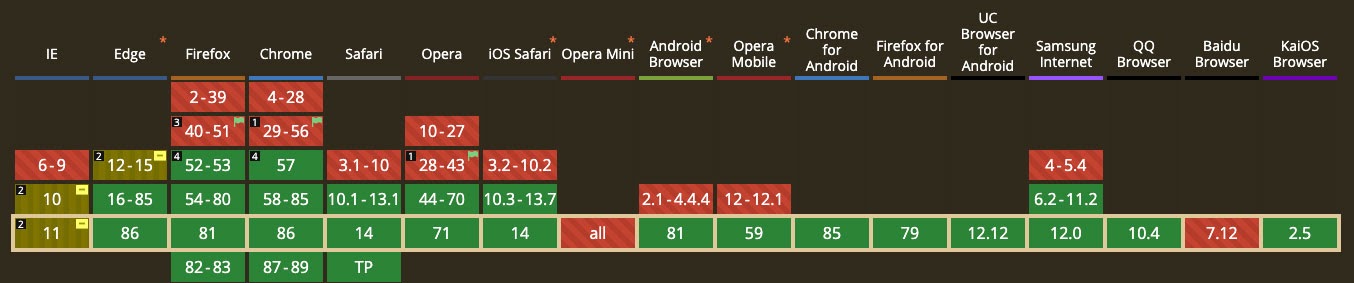 IE Edge * Firefox Chrome Safari Opera iOS Safari * Opera Mini * Android Browser * Opera Mobile * Chrome for Android Firefox for Android UC Browser for Android Samsung Internet QQ Browser Baidu Browser KaiOS Browser
2-39 4-28
3 40-51 1 29-56 10-27
6-9 2 12-15 4 52-53 4 57 3.1-10 1 28-43 3.2-10.2 4-5.4
2 10 16-85 54-80 58-85 10.1-13.1 44-70 10.3-13.7 2.1-4.4.4 12-12.1 6.2-11.2
2 11 86 81 86 14 71 14 all 81 59 85 79 12.12 12.0 10.4 7.12 2.5
82-83 87-89 TP